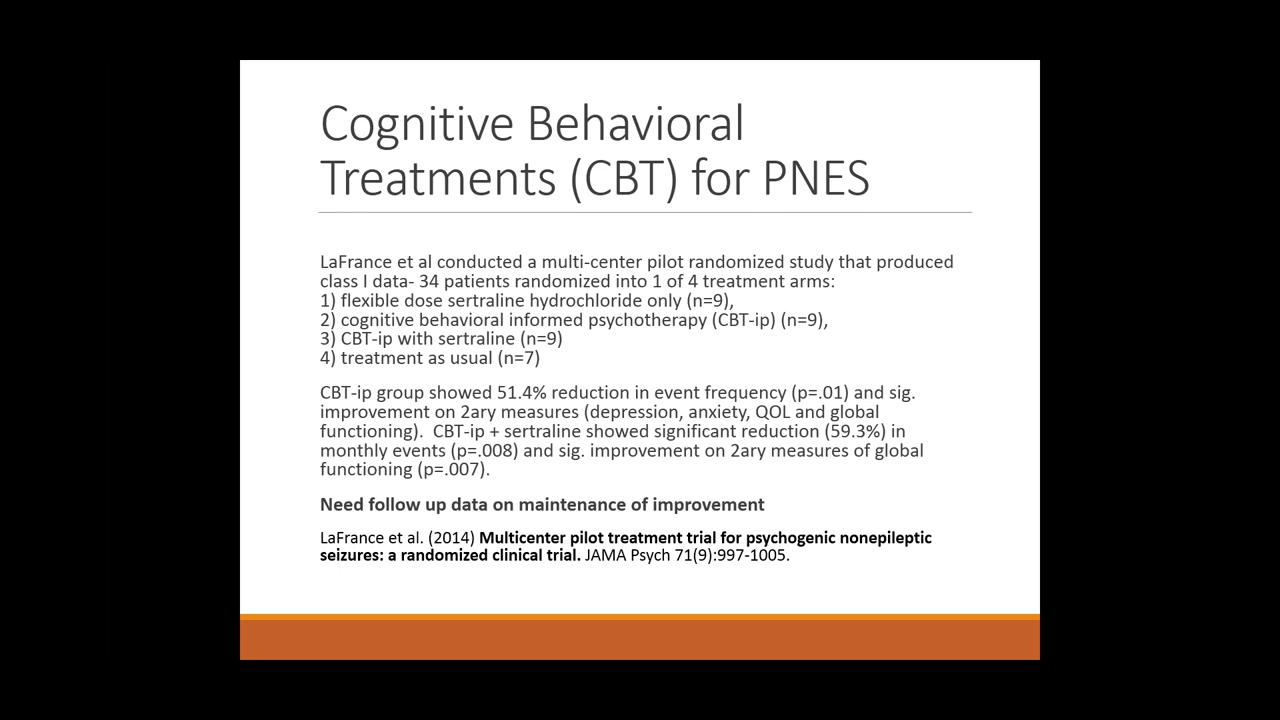 Cognitive Behavioral
Treatments (CBT) for PNES
LaFrance et al conducted a multi-center pilot randomized study that produced
class I data- 34 patients randomized into 1 of 4 treatment arms:
1) flexible dose sertraline hydrochloride only (n=9),
2) cognitive behavioral informed psychotherapy (CBT-ip) (n=9),
3) CBT-ip with sertraline (n=9)
4) treatment as usual (n=7)
CBT-ip group showed 51.4% reduction in event frequency (p=.01) and sig.
improvement on 2ary measures (depression, anxiety, QOL and global
functioning).  CBT-ip + sertraline showed significant reduction (59.3%) in
monthly events (p=.008) and sig. improvement on 2ary measures of global
functioning (p=.007).
Need follow up data on maintenance of improvement
LaFrance et al. (2014) Multicenter pilot treatment trial for psychogenic nonepileptic
seizures: a randomized clinical trial. JAMA Psych 71(9):997-1005.